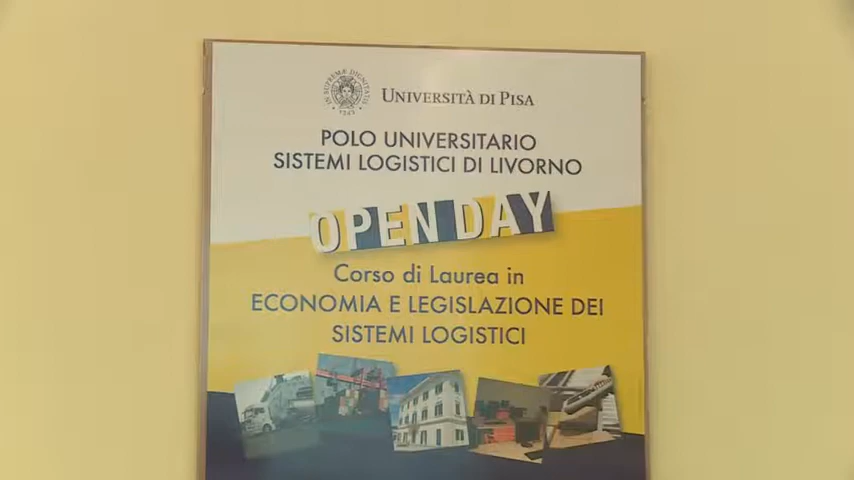 UNIVERSITÀ DI PISA
POLO UNIVERSITARIO
SISTEMI LOGISTICI DI LIVORNO
OPEN DAY
Corso di Laurea in
ECONOMIA E LEGISLAZIONE DEI
SISTEMI LOGISTICI